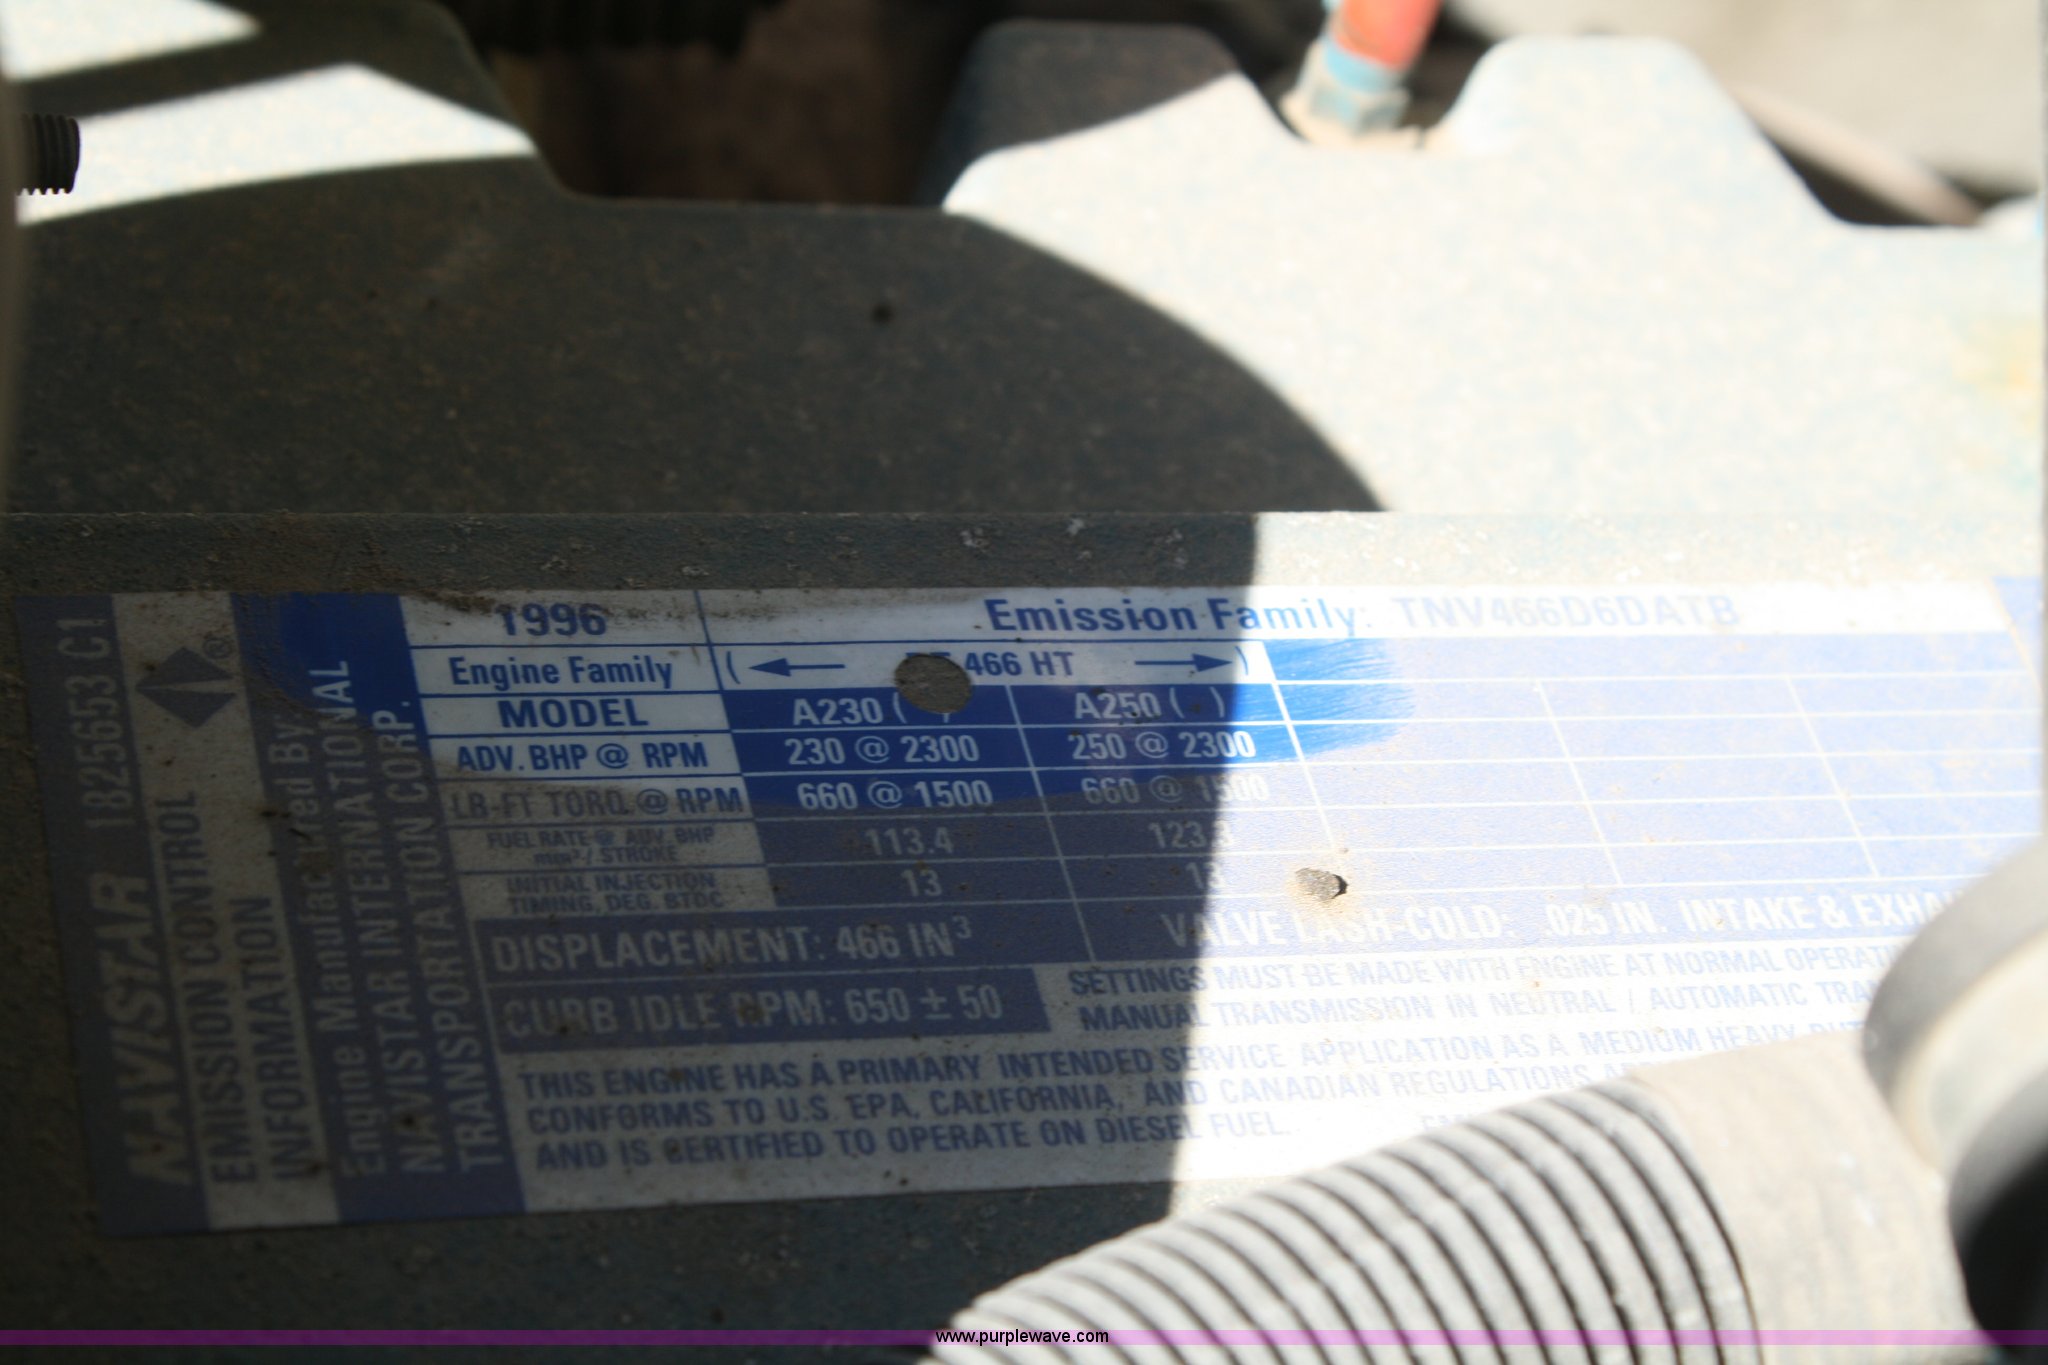 NAVISTAR 1825653 C1
EMISSION CONTROL
INFORMATION
Engine Manufactured By:
NAVISTAR INTERNATIONAL
TRANSPORTATION CORP.
1996 Emission Family: TNV466D6DATB
Engine Family ( 466 HT )
MODEL A230 ( ) A250 ( )
ADV. BHP @ RPM 230 @ 2300 250 @ 2300
LB-FT TORQ. @ RPM 660 @ 1500 660 @ 1500
FUEL RATE @ ADV. BHP 113.4 123.3
mm³ / STROKE
INITIAL INJECTION 13
TIMING, DEG. BTDC
DISPLACEMENT: 466 IN³ VALVE LASH-COLD: .025 IN. INTAKE &
CURB IDLE RPM: 650 ± 50
SETTINGS MUST BE MADE WITH ENGINE AT NORMAL
MANUAL TRANSMISSION IN NEUTRAL / AUTOMATIC
THIS ENGINE HAS A PRIMARY INTENDED SERVICE APPLICATION AS A MEDIUM HEAVY
CONFORMS TO U.S. EPA, CALIFORNIA, AND CANADIAN REGULATIONS
AND IS CERTIFIED TO OPERATE ON DIESEL FUEL.
www.purplewave.com